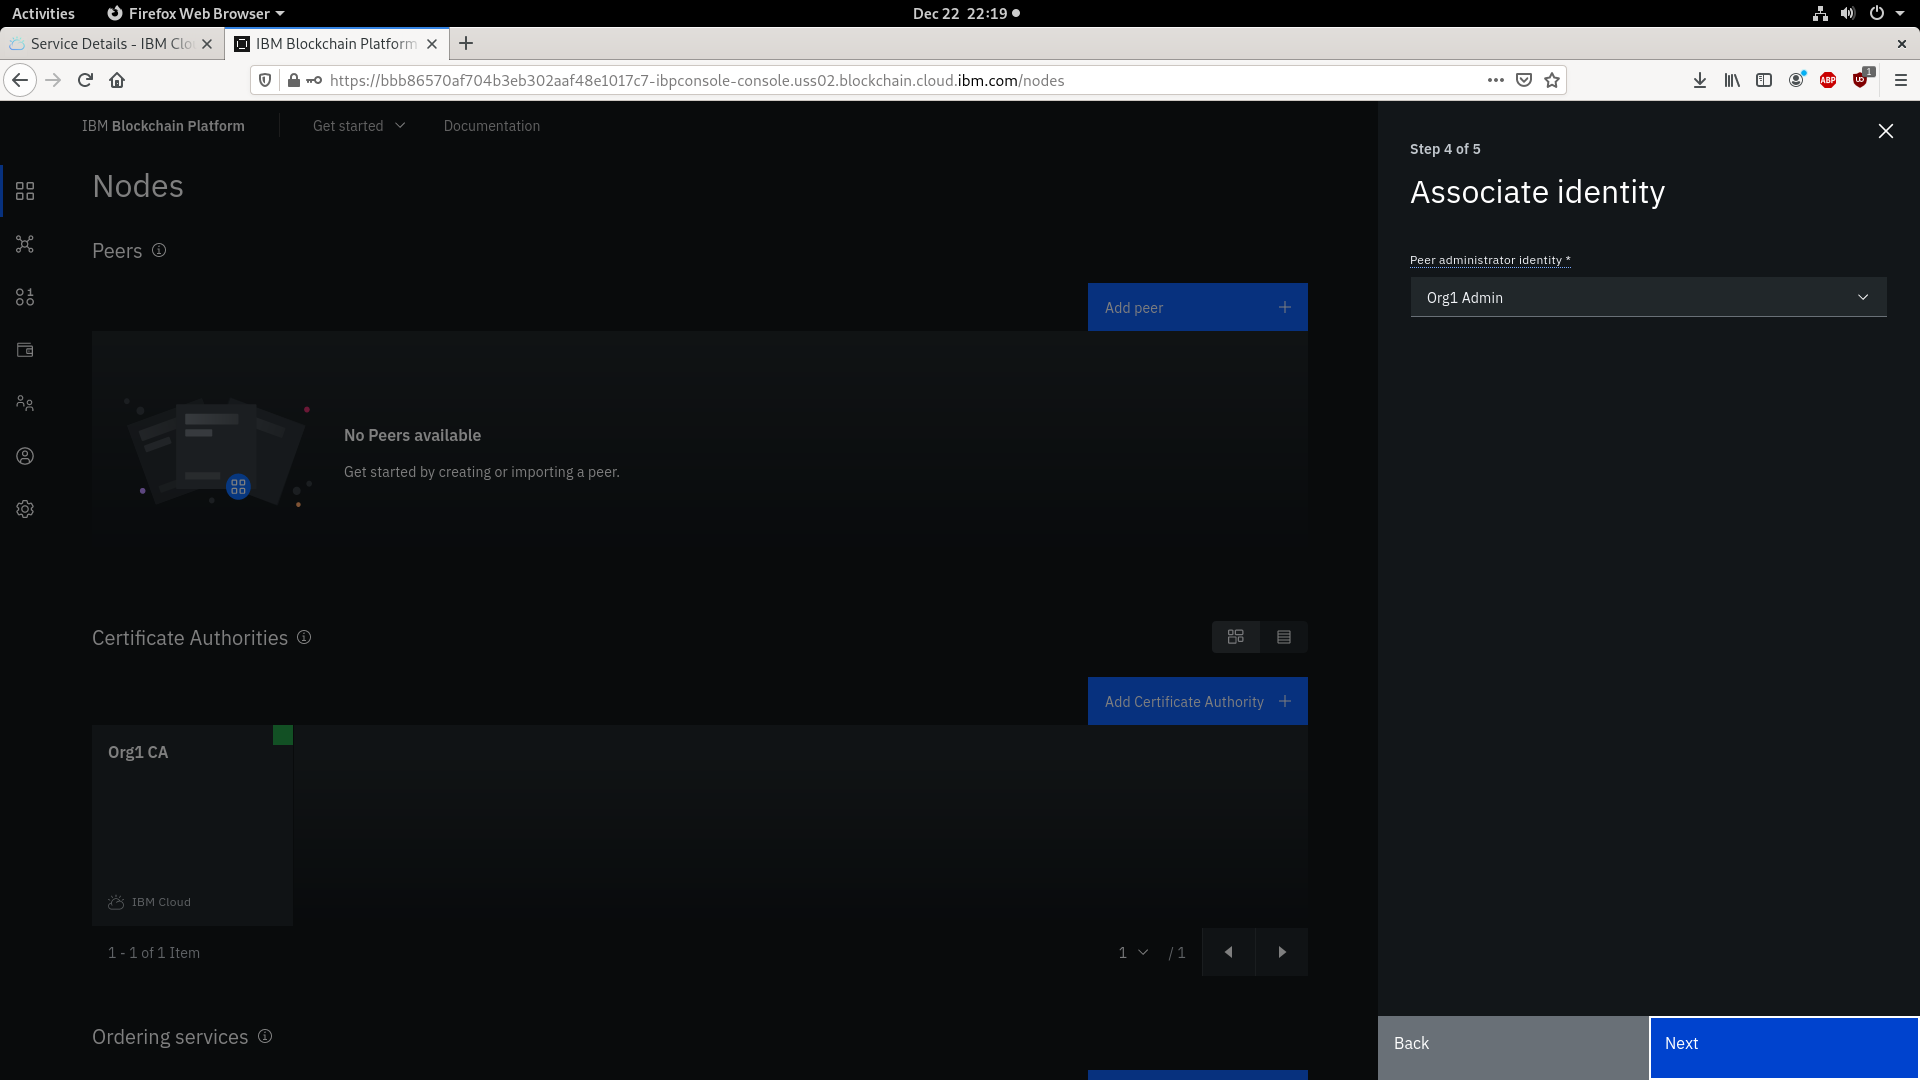 Activities
Firefox Web Browser
Dec 22 22:19
Service Details - IBM Clo
IBM Blockchain Platform
https://bbb86570af704b3eb302aaf48e1017c7-ibpconsole-console.uss02.blockchain.cloud.ibm.com/nodes
ABP
1
IBM Blockchain Platform
Get started
Documentation
Nodes
Peers
Add peer
No Peers available
Get started by creating or importing a peer.
Certificate Authorities
Add Certificate Authority
Org1 CA
IBM Cloud
1 - 1 of 1 Item
1
/ 1
Ordering services
Step 4 of 5
Associate identity
Peer administrator identity *
Org1 Admin
Back
Next